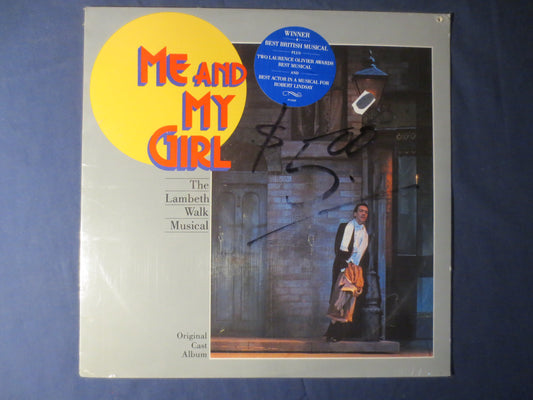 ME AND
MY
GIRL
The
Lambeth
Walk
Musical
WINNER
BEST BRITISH MUSICAL
PLUS
TWO LAURENCE OLIVIER AWARDS
BEST MUSICAL
AND
BEST ACTOR IN A MUSICAL FOR
ROBERT LINDSAY
Original
Cast
Album